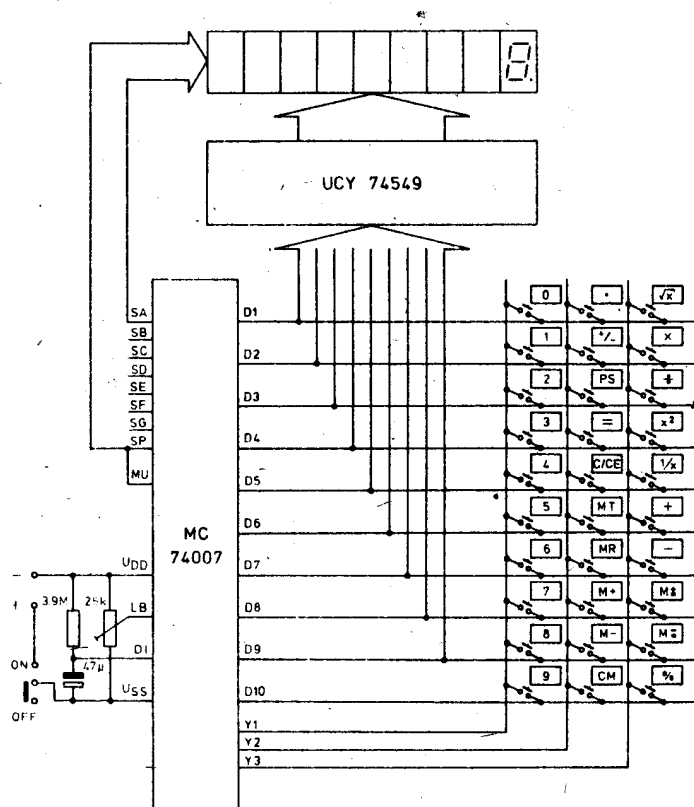 8.
UCY 74549
SA
SB
SC
SD
SE
SF
SG
SP
MU
UDD
LB
DI
USS
MC
74007
D1
D2
D3
D4
D5
D6
D7
D8
D9
D10
Y1
Y2
Y3
3.9M
25k
47µ
ON
OFF
0 • √x
1 +/- ×
2 PS ÷
3 = x²
4 C/CE 1/x
5 MT +
6 MR −
7 M+
8 M-
9 CM %